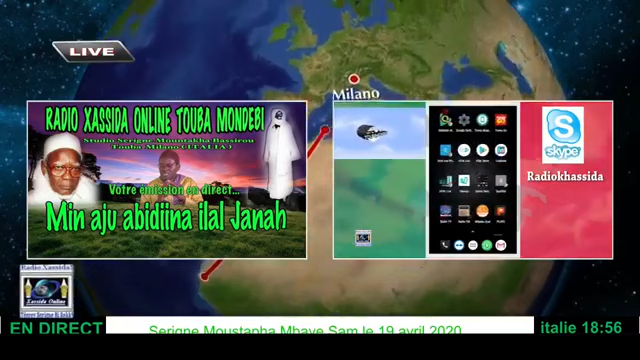 LIVE
Milano
RADIO XASSIDA ONLINE TOUBA MONDEBI
Srudio Serigne Mountakha Bassirou
Touba Milano (ITALIA)
Votre émission en direct...
Min aju abidiina ilal Janah
skype
Radiokhassida
Radio Xassida
Xassida Online
EN DIRECT
Serigne Moustapha Mbaye Sam le 19 avril 2020
italie 18:56